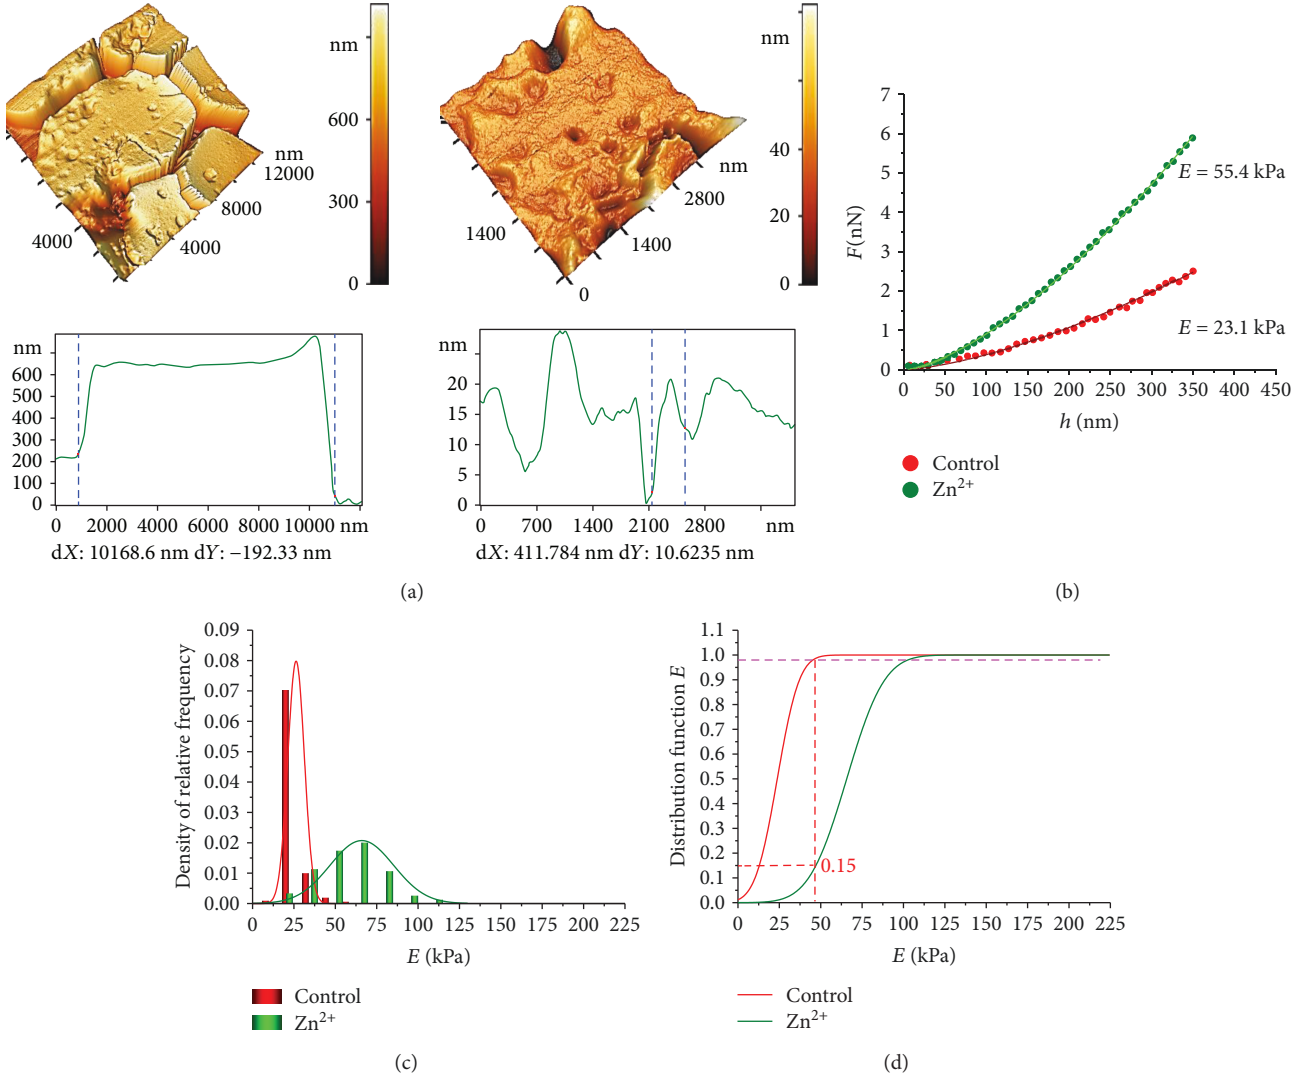 nm
600
300
0
nm
12000
8000
4000
4000
nm
40
20
0
nm
2800
1400
1400
0
nm
600
500
400
300
200
100
0
0 2000 4000 6000 8000 10000 nm
dX: 10168.6 nm dY: −192.33 nm
nm
20
15
10
5
0
0 700 1400 2100 2800 nm
dX: 411.784 nm dY: 10.6235 nm
(a)
7
6
5
4
3
2
1
0
F(nN)
E = 55.4 kPa
E = 23.1 kPa
0 50 100 150 200 250 300 350 400 450
h (nm)
Control
Zn²⁺
(b)
0.09
0.08
0.07
0.06
0.05
0.04
0.03
0.02
0.01
0.00
Density of relative frequency
0 25 50 75 100 125 150 175 200 225
E (kPa)
Control
Zn²⁺
(c)
1.1
1.0
0.9
0.8
0.7
0.6
0.5
0.4
0.3
0.2
0.1
0.0
Distribution function E
0.15
0 25 50 75 100 125 150 175 200 225
E (kPa)
Control
Zn²⁺
(d)